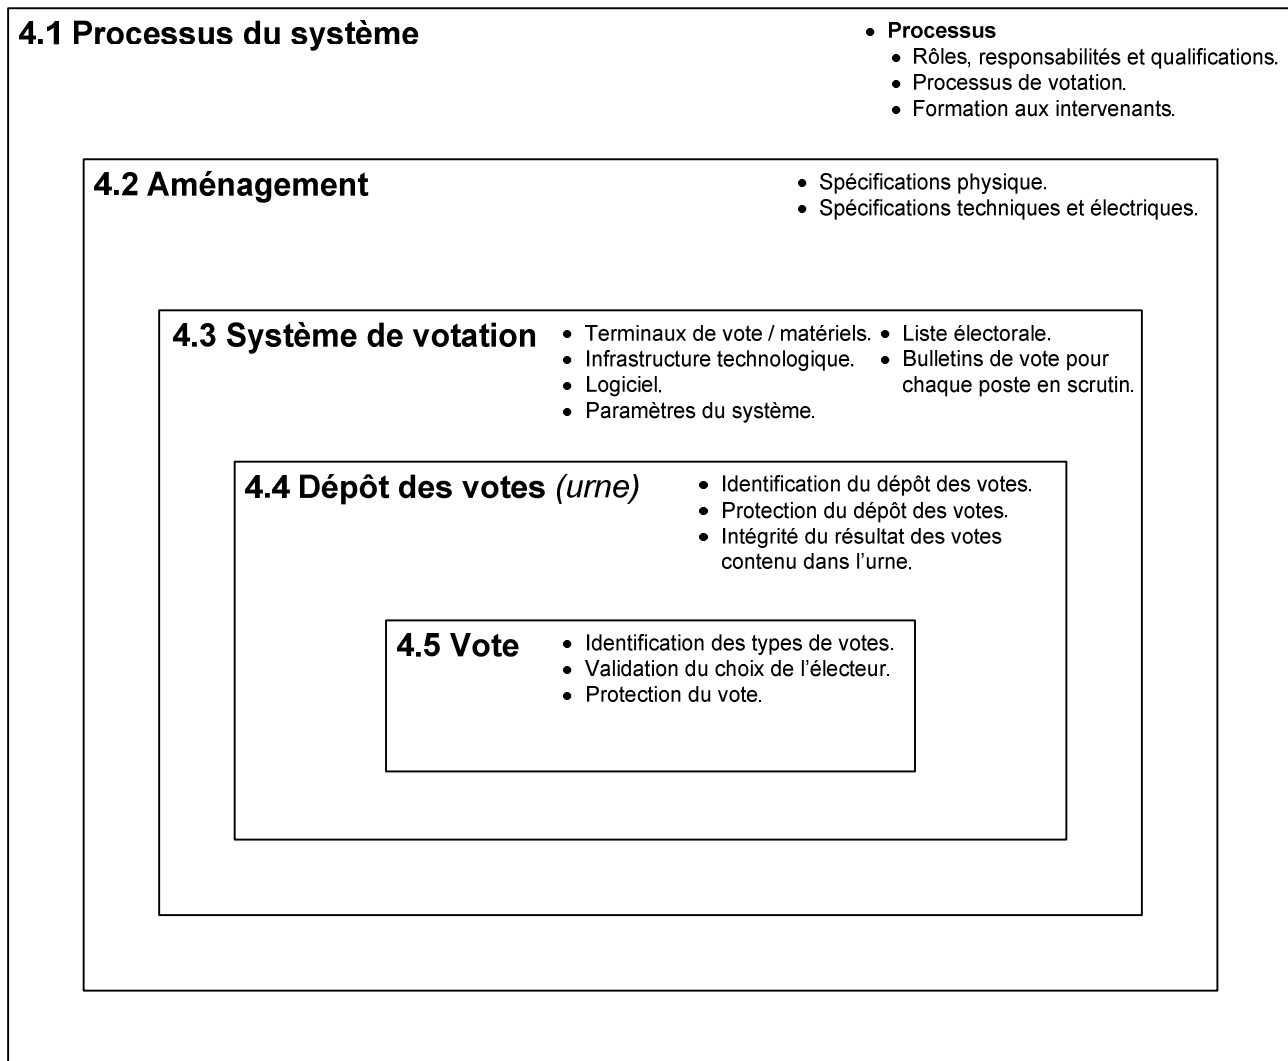 4.1 Processus du système
• Processus
• Rôles, responsabilités et qualifications.
• Processus de votation.
• Formation aux intervenants.
4.2 Aménagement
• Spécifications physique.
• Spécifications techniques et électriques.
4.3 Système de votation
• Terminaux de vote / matériels.
• Infrastructure technologique.
• Logiciel.
• Paramètres du système.
• Liste électorale.
• Bulletins de vote pour
chaque poste en scrutin.
4.4 Dépôt des votes (urne)
• Identification du dépôt des votes.
• Protection du dépôt des votes.
• Intégrité du résultat des votes
contenu dans l’urne.
4.5 Vote
• Identification des types de votes.
• Validation du choix de l’électeur.
• Protection du vote.